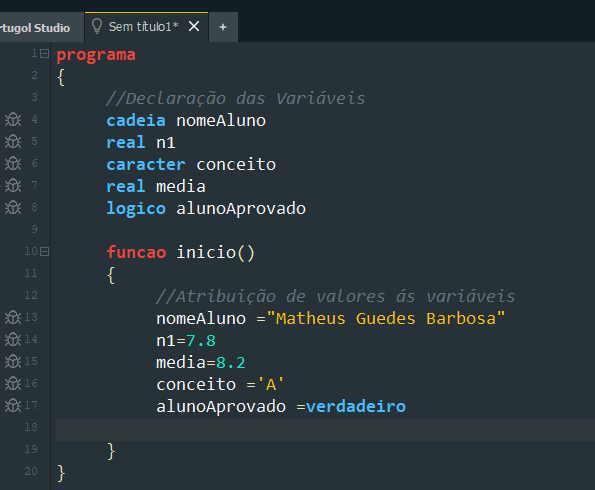 rtugol Studio
Sem título1*
+
1 programa
2 {
3 //Declaração das Variáveis
4 cadeia nomeAluno
5 real n1
6 caracter conceito
7 real media
8 logico alunoAprovado
9
10 funcao inicio()
11 {
12 //Atribuição de valores ás variáveis
13 nomeAluno ="Matheus Guedes Barbosa"
14 n1=7.8
15 media=8.2
16 conceito ='A'
17 alunoAprovado =verdadeiro
18
19 }
20 }